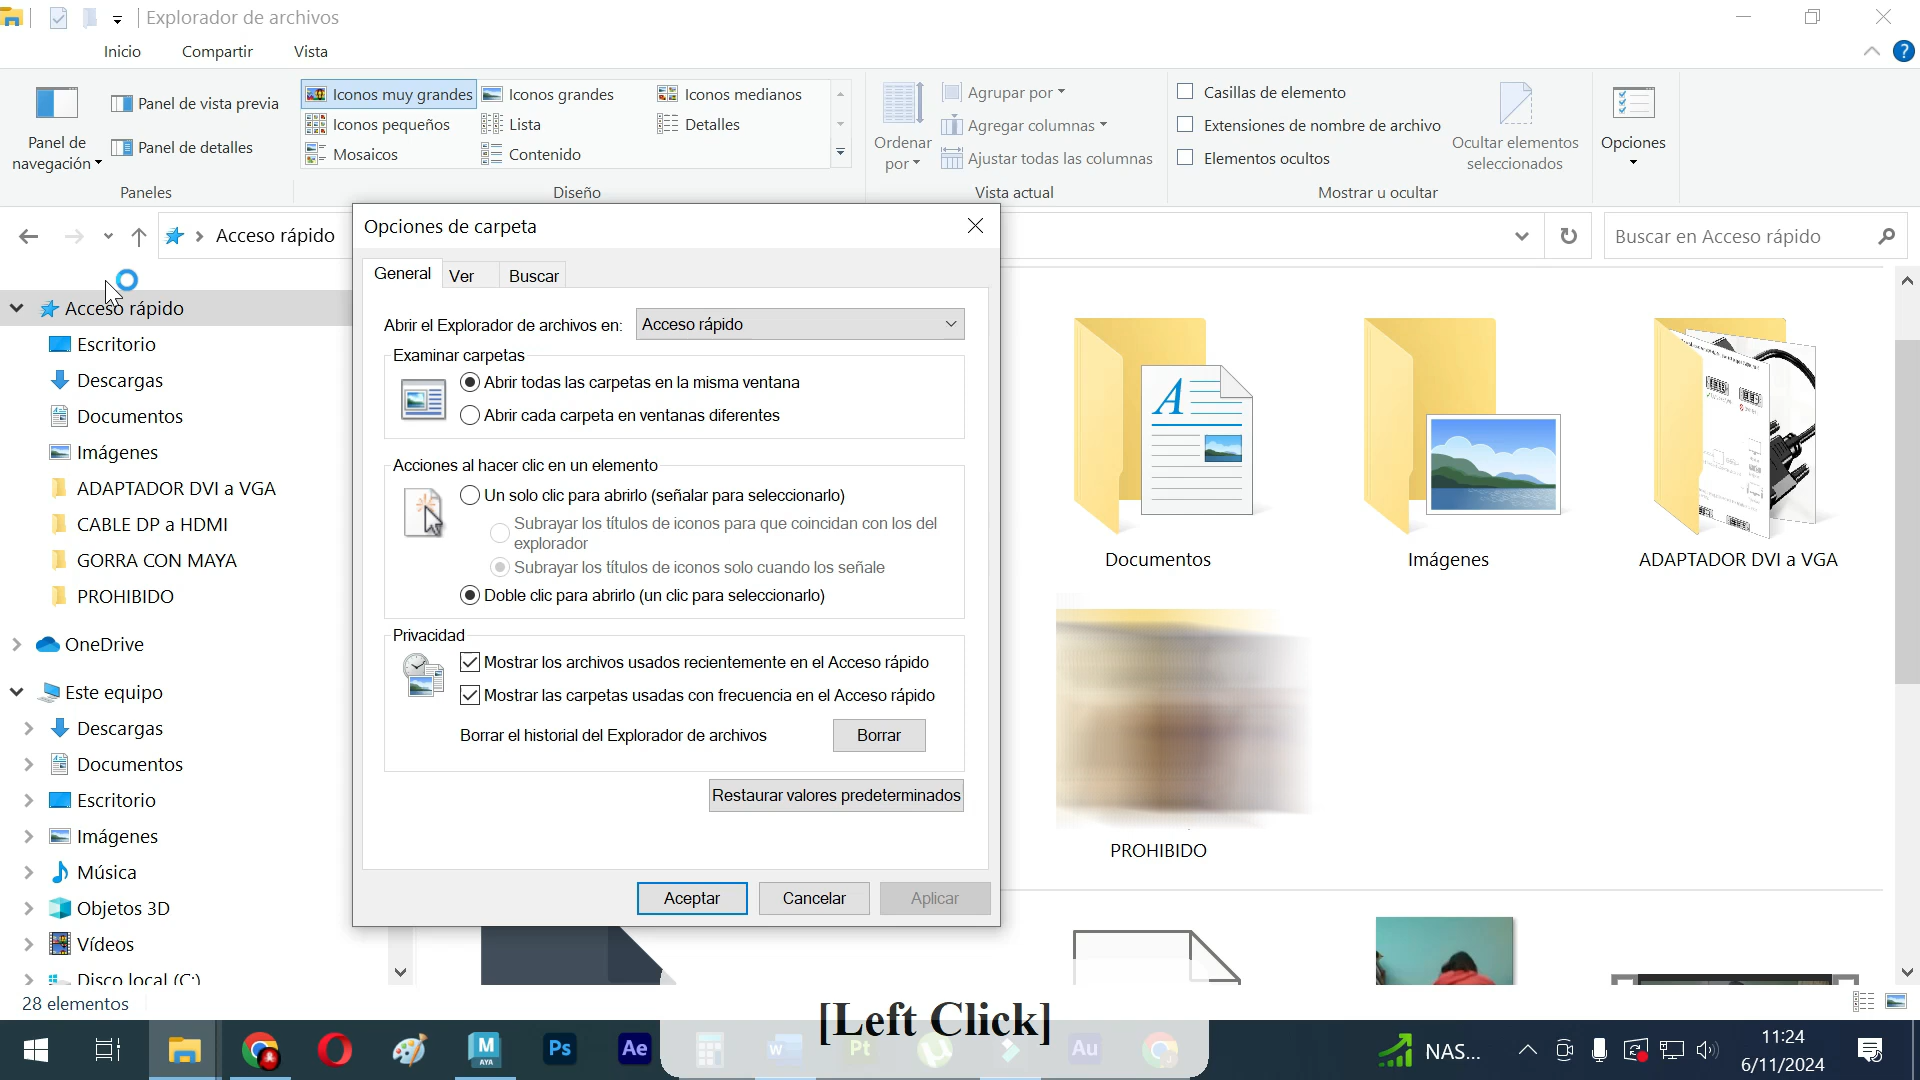 Explorador de archivos
Inicio Compartir Vista
Panel de navegación
Panel de vista previa
Panel de detalles
Paneles
Iconos muy grandes Iconos grandes Iconos medianos
Iconos pequeños Lista Detalles
Mosaicos Contenido
Diseño
Ordenar por
Agrupar por
Agregar columnas
Ajustar todas las columnas
Vista actual
Casillas de elemento
Extensiones de nombre de archivo
Elementos ocultos
Ocultar elementos
seleccionados
Mostrar u ocultar
Opciones
Acceso rápido
Buscar en Acceso rápido
Acceso rápido
Escritorio
Descargas
Documentos
Imágenes
ADAPTADOR DVI a VGA
CABLE DP a HDMI
GORRA CON MAYA
PROHIBIDO
OneDrive
Este equipo
Descargas
Documentos
Escritorio
Imágenes
Música
Objetos 3D
Vídeos
Disco local (C:)
28 elementos
Opciones de carpeta
General Ver Buscar
Abrir el Explorador de archivos en: Acceso rápido
Examinar carpetas
Abrir todas las carpetas en la misma ventana
Abrir cada carpeta en ventanas diferentes
Acciones al hacer clic en un elemento
Un solo clic para abrirlo (señalar para seleccionarlo)
Subrayar los títulos de iconos para que coincidan con los del
explorador
Subrayar los títulos de iconos solo cuando los señale
Doble clic para abrirlo (un clic para seleccionarlo)
Privacidad
Mostrar los archivos usados recientemente en el Acceso rápido
Mostrar las carpetas usadas con frecuencia en el Acceso rápido
Borrar el historial del Explorador de archivos Borrar
Restaurar valores predeterminados
Aceptar Cancelar Aplicar
Documentos Imágenes ADAPTADOR DVI a VGA
PROHIBIDO
[Left Click]
M
AYA
Ps
Ae
W
Pt
Au
NAS...
11:24
6/11/2024